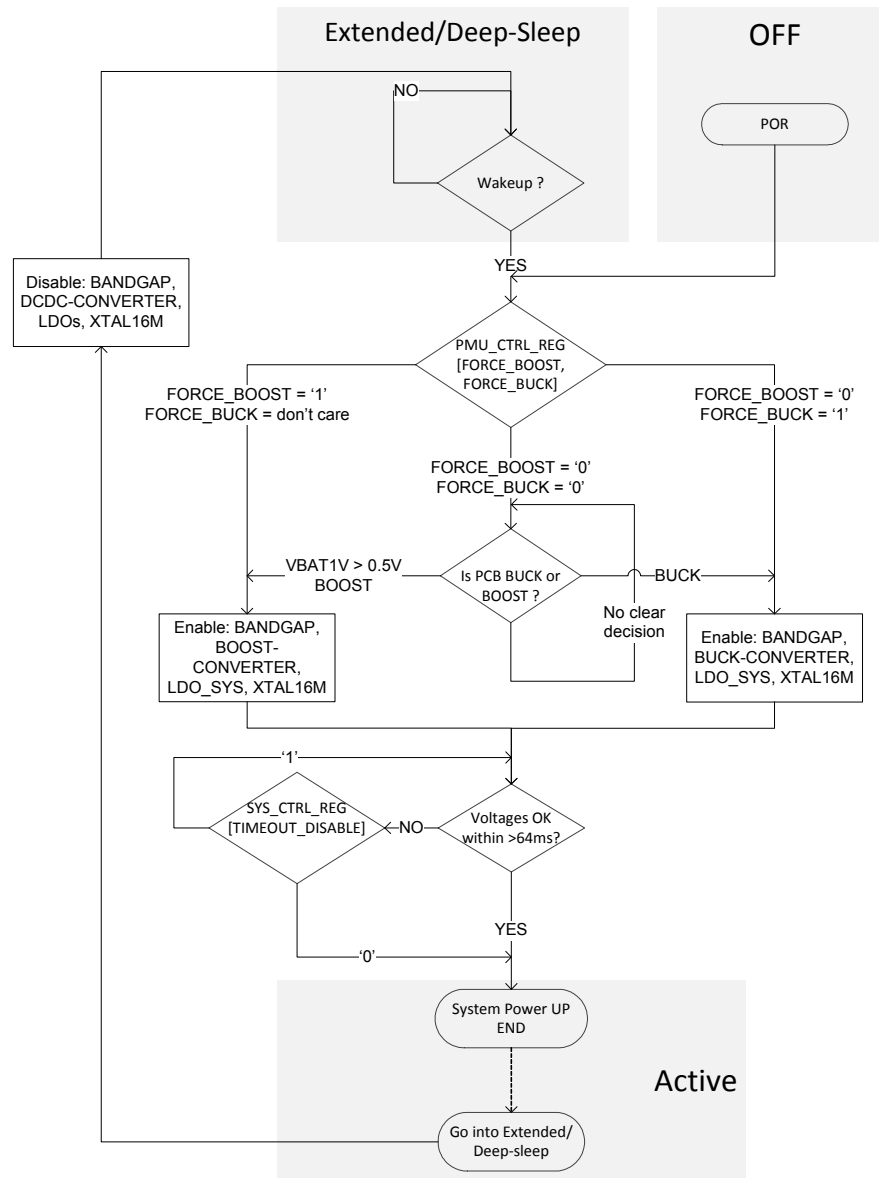 Extended/Deep-Sleep
OFF
NO
POR
Wakeup ?
YES
Disable: BANDGAP,
DCDC-CONVERTER,
LDOs, XTAL16M
PMU_CTRL_REG
[FORCE_BOOST,
FORCE_BUCK]
FORCE_BOOST = ‘1’
FORCE_BUCK = don’t care
FORCE_BOOST = ‘0’
FORCE_BUCK = ‘1’
FORCE_BOOST = ‘0’
FORCE_BUCK = ‘0’
VBAT1V > 0.5V
BOOST
Is PCB BUCK or
BOOST ?
BUCK
No clear
decision
Enable: BANDGAP,
BOOST-
CONVERTER,
LDO_SYS, XTAL16M
Enable: BANDGAP,
BUCK-CONVERTER,
LDO_SYS, XTAL16M
‘1’
SYS_CTRL_REG
[TIMEOUT_DISABLE]
NO
Voltages OK
within >64ms?
YES
‘0’
System Power UP
END
Active
Go into Extended/
Deep-sleep